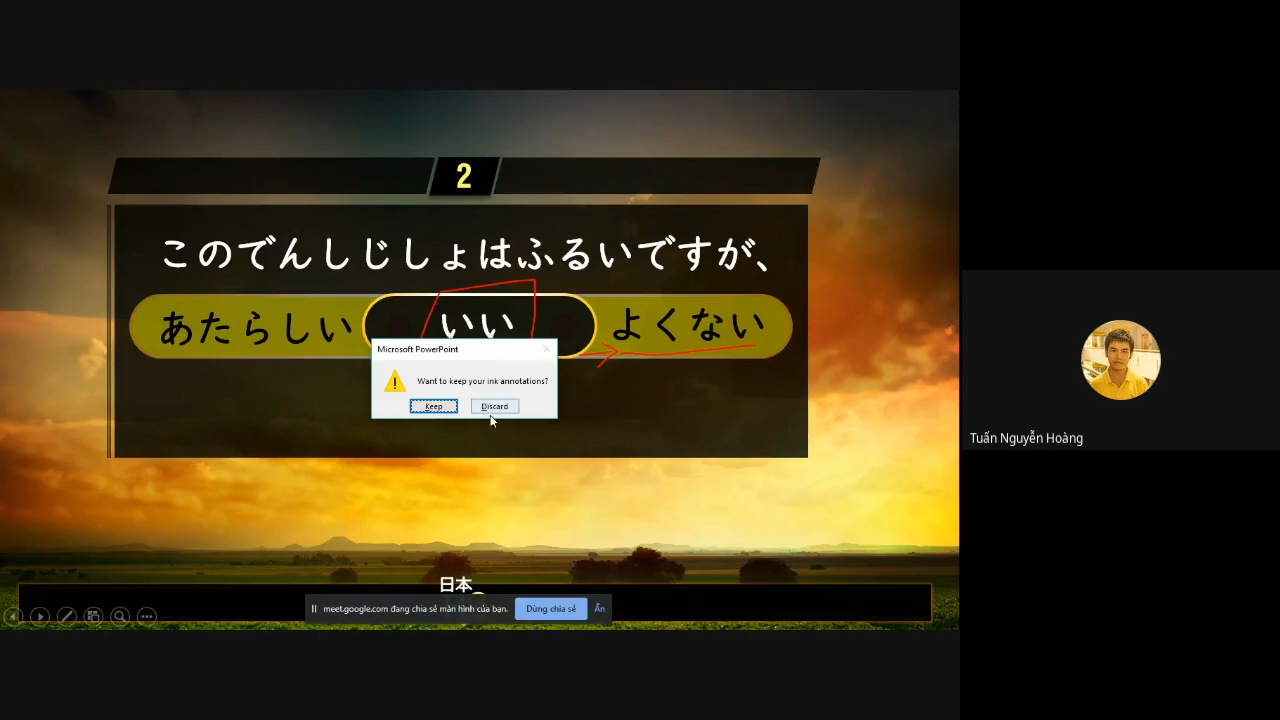 2
このでんしじしょはふるいですが、
あたらしい いい よくない
Microsoft PowerPoint
Want to keep your ink annotations?
Keep Discard
Tuấn Nguyễn Hoàng
日本
meet.google.com đang chia sẻ màn hình của bạn. Dừng chia sẻ Ẩn